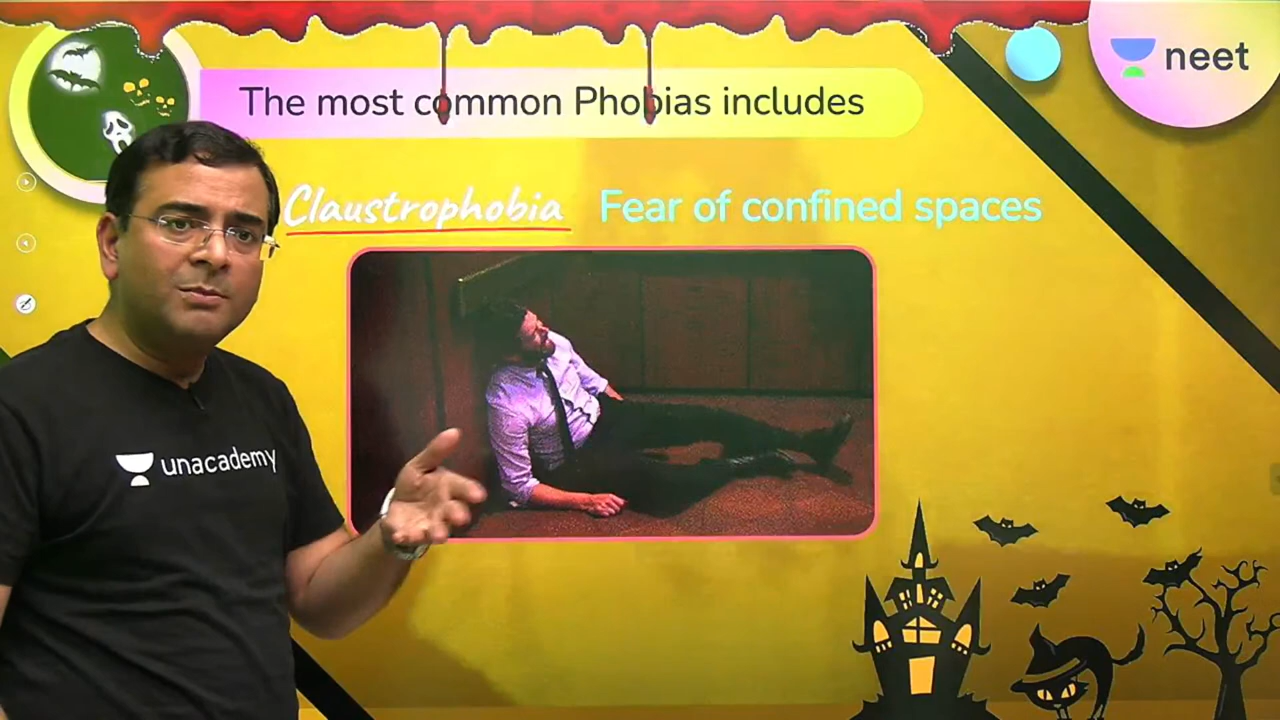 neet
The most common Phobias includes
Claustrophobia Fear of confined spaces
unacademy